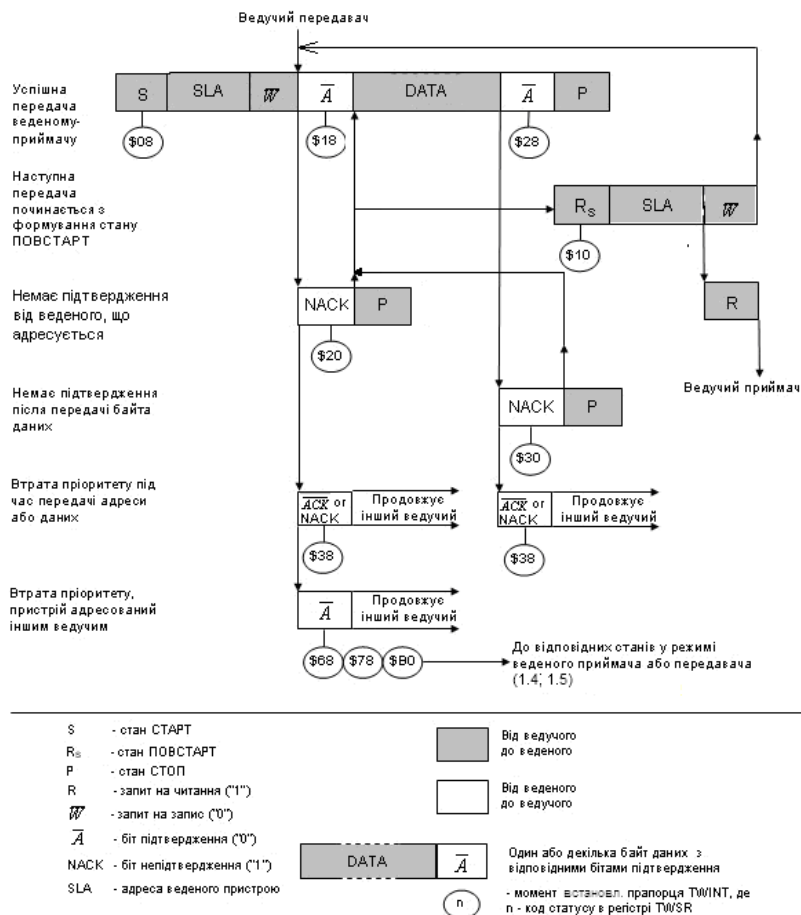 Ведучий передавач
Успішна
передача
веденому-
приймачу
S SLA W̅ A̅ DATA A̅ P
$08 $18 $28
Наступна
передача
починається з
формування стану
ПОВСТАРТ
Rs SLA W̅
$10
Немає підтвердження
від веденого, що
адресується
NACK P
R
$20
Ведучий приймач
Немає підтвердження
після передачі байта
даних
NACK P
$30
Втрата пріоритету під
час передачі адреси
або даних
A̅C̅K̅ or
NACK
Продовжує
інший ведучий
A̅C̅K̅ or
NACK
Продовжує
інший ведучий
$38 $38
Втрата пріоритету,
пристрій адресований
іншим ведучим
A̅
Продовжує
інший ведучий
$68 $78 $B0
До відповідних станів у режимі
веденого приймача або передавача
(1.4; 1.5)
S - стан СТАРТ
Rs - стан ПОВСТАРТ
P - стан СТОП
R - запит на читання ("1")
W̅ - запит на запис ("0")
A̅ - біт підтвердження ("0")
NACK - біт непідтвердження ("1")
SLA - адреса веденого пристрою
Від ведучого
до веденого
Від веденого
до ведучого
DATA A̅
Один або декілька байт даних з
відповідними бітами підтвердження
n
- момент встановл. прапорця TWINT, де
n - код статусу в регістрі TWSR